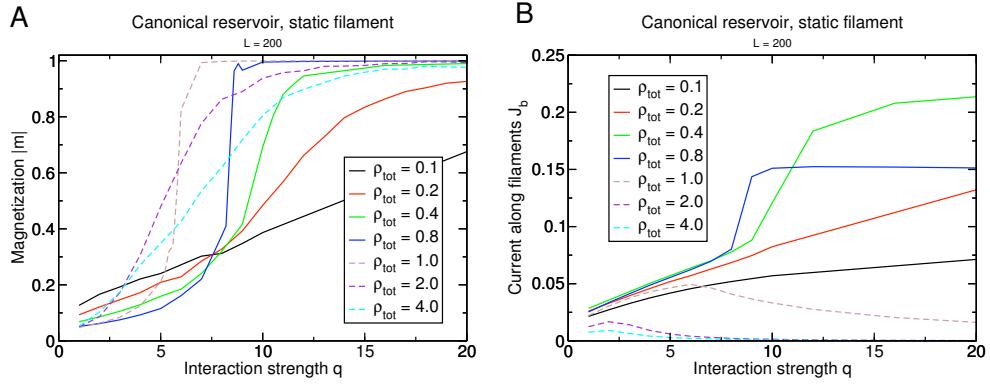 A
Canonical reservoir, static filament
L = 200
Magnetization |m|
1
0.8
0.6
0.4
0.2
0
0
5
10
15
20
Interaction strength q
ρtot = 0.1
ρtot = 0.2
ρtot = 0.4
ρtot = 0.8
ρtot = 1.0
ρtot = 2.0
ρtot = 4.0
B
Canonical reservoir, static filament
L = 200
Current along filaments J_b
0.25
0.2
0.15
0.1
0.05
0
0
5
10
15
20
Interaction strength q
ρtot = 0.1
ρtot = 0.2
ρtot = 0.4
ρtot = 0.8
ρtot = 1.0
ρtot = 2.0
ρtot = 4.0